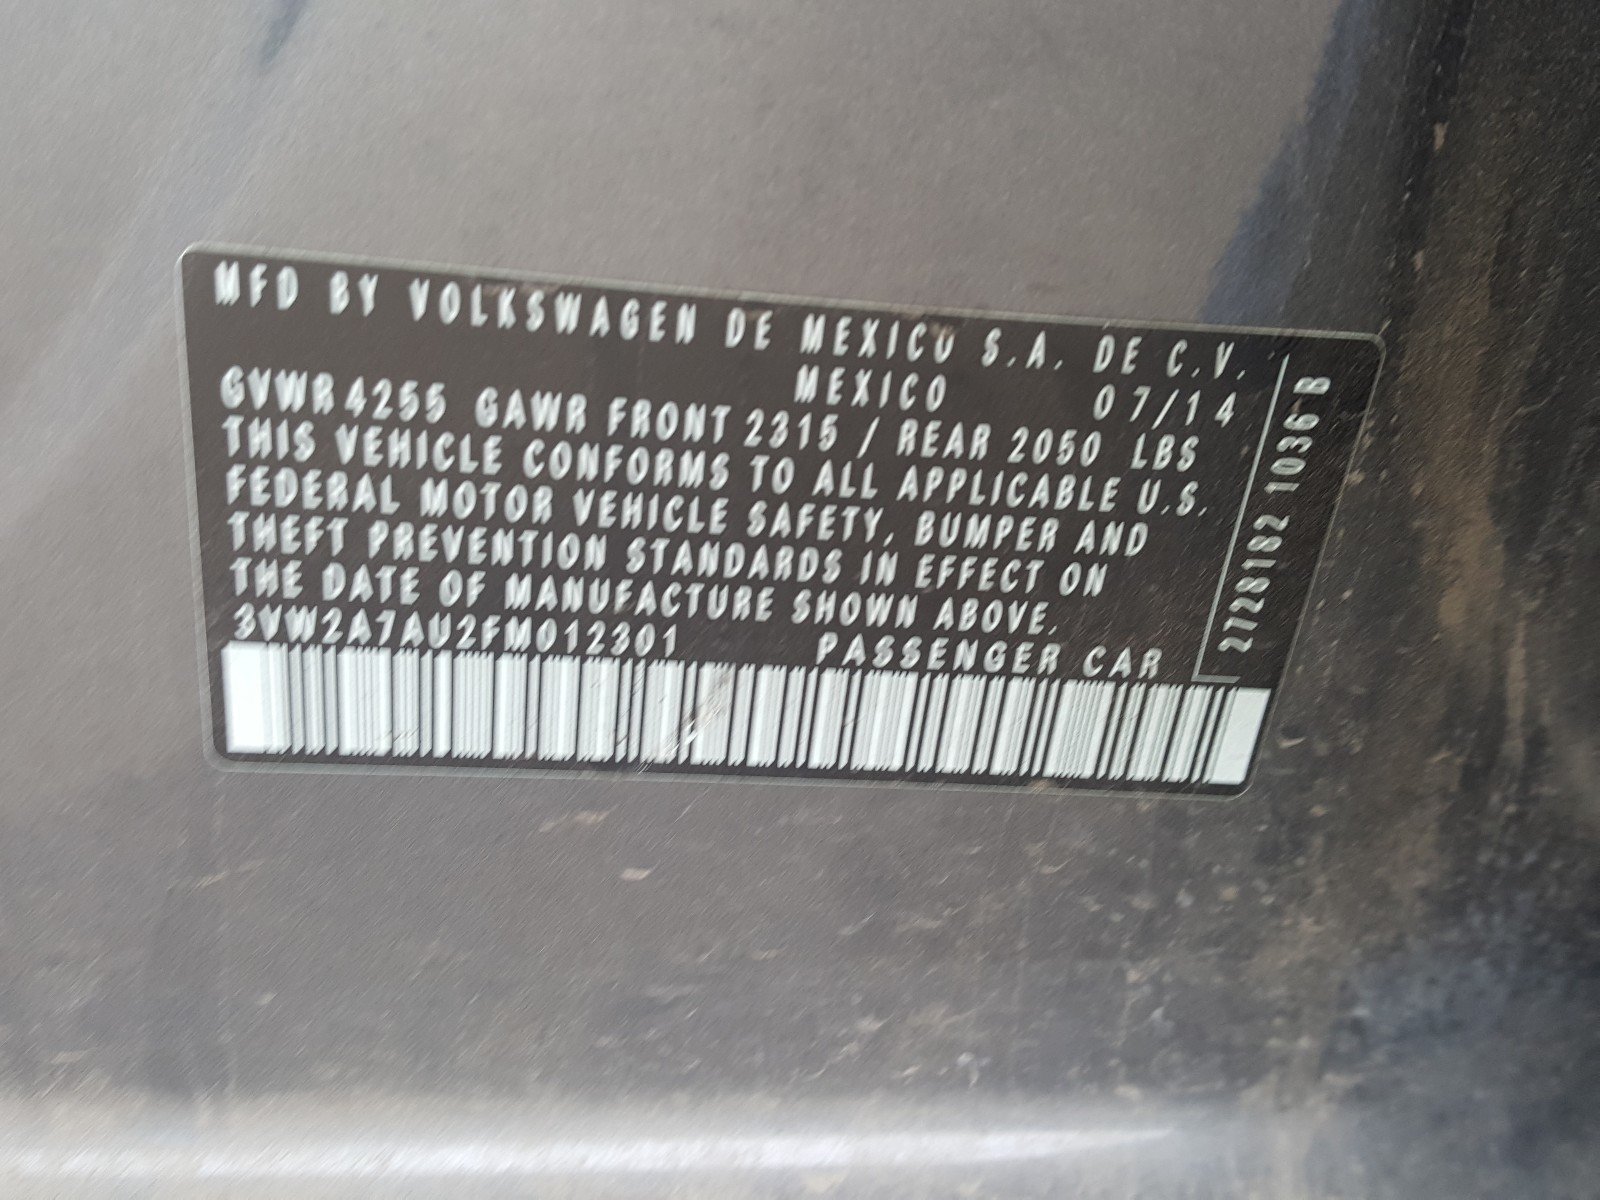 MFD BY VOLKSWAGEN DE MEXICO S.A. DE C.V.
MEXICO 07/14
GVWR 4255 GAWR FRONT 2315 / REAR 2050 LBS
THIS VEHICLE CONFORMS TO ALL APPLICABLE U.S.
FEDERAL MOTOR VEHICLE SAFETY, BUMPER AND
THEFT PREVENTION STANDARDS IN EFFECT ON
THE DATE OF MANUFACTURE SHOWN ABOVE.
3VW2A7AU2FM012301 PASSENGER CAR
2728182 1036 B